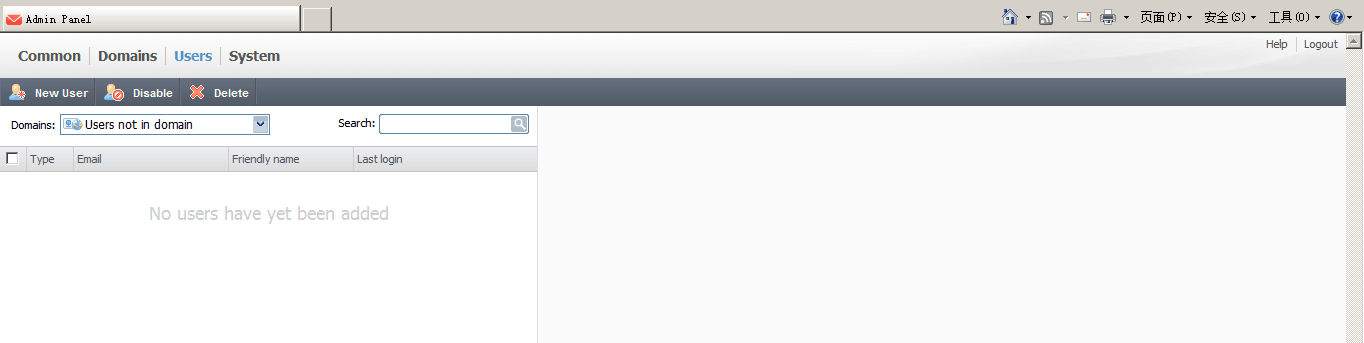 Admin Panel
页面(P) 安全(S) 工具(O)
Common Domains Users System
Help Logout
New User Disable Delete
Domains: Users not in domain Search:
Type Email Friendly name Last login
No users have yet been added